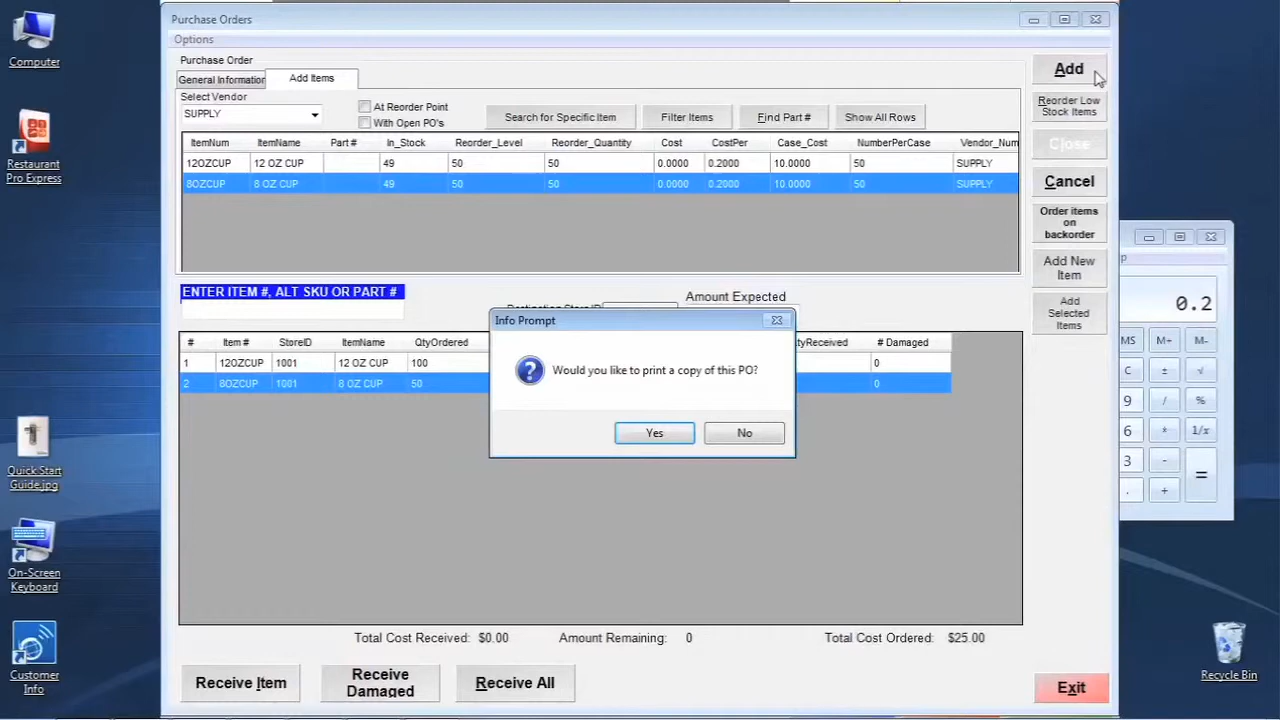 Purchase Orders
Options
Purchase Order
General Information
Add Items
Select Vendor
SUPPLY
At Reorder Point
With Open PO's
Search for Specific Item
Filter Items
Find Part #
Show All Rows
ItemNum ItemName Part # In_Stock Reorder_Level Reorder_Quantity Cost CostPer Case_Cost NumberPerCase Vendor_Num
12OZCUP 12 OZ CUP 49 50 50 0.0000 0.2000 10.0000 50 SUPPLY
8OZCUP 8 OZ CUP 49 50 50 0.0000 0.2000 10.0000 50 SUPPLY
ENTER ITEM #, ALT SKU OR PART #
Amount Expected
# Item # StoreID ItemName QtyOrdered tyReceived # Damaged
1 12OZCUP 1001 12 OZ CUP 100 0
2 8OZCUP 1001 8 OZ CUP 50 0
Info Prompt
Would you like to print a copy of this PO?
Yes
No
Total Cost Received: $0.00
Amount Remaining: 0
Total Cost Ordered: $25.00
Receive Item
Receive
Damaged
Receive All
Add
Reorder Low
Stock Items
Close
Cancel
Order items
on
backorder
Add New
Item
Add
Selected
Items
Exit
p
0.2
MS M+ M-
C ± √
9 / %
6 * 1/x
3 - =
. +
Computer
Restaurant
Pro Express
Quick Start
Guide.jpg
On-Screen
Keyboard
Customer
Info
Recycle Bin